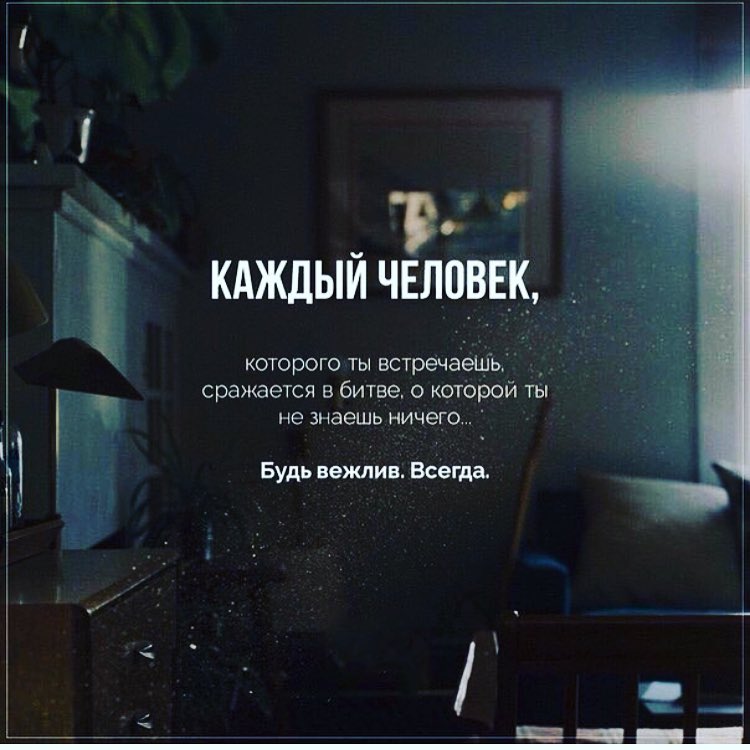 КАЖДЫЙ ЧЕЛОВЕК,
которого ты встречаешь,
сражается в битве, о которой ты
не знаешь ничего...
Будь вежлив. Всегда.